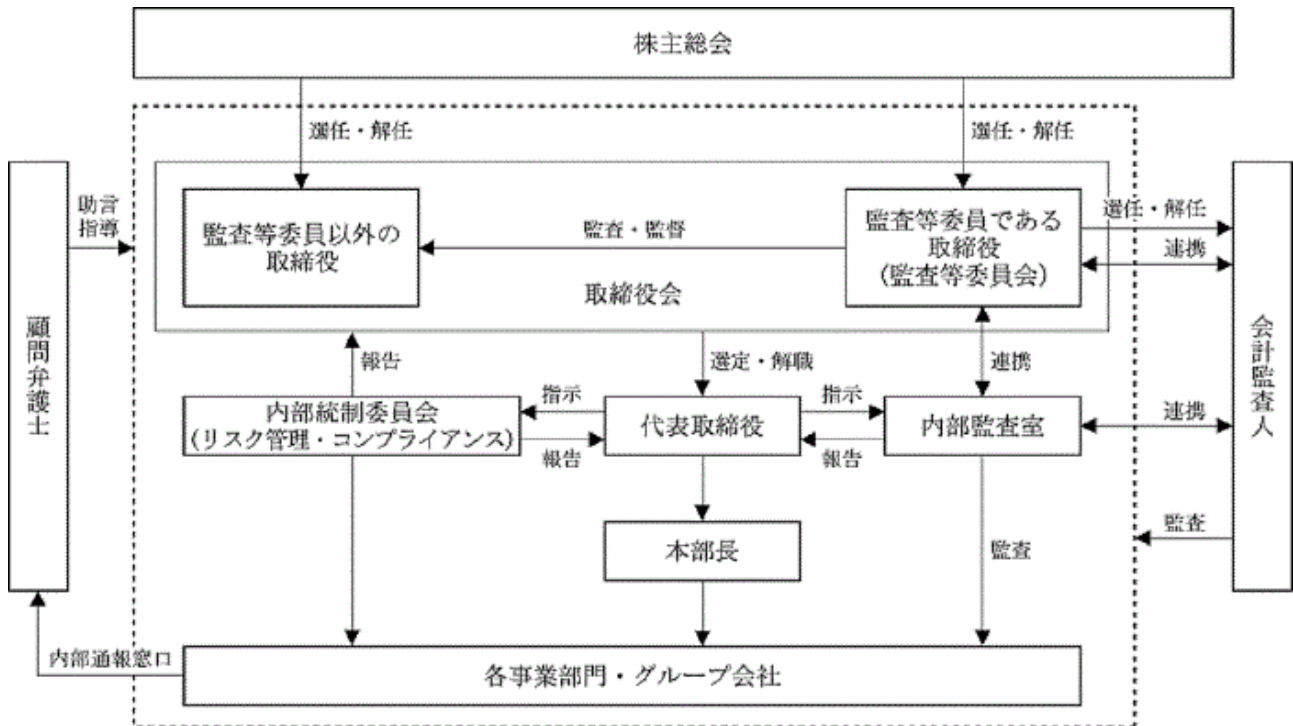 株主総会
選任・解任
選任・解任
助言
指導
監査等委員以外の
取締役
監査・監督
監査等委員である
取締役
(監査等委員会)
選任・解任
連携
取締役会
顧問弁護士
会計監査人
報告
選定・解職
連携
内部統制委員会
(リスク管理・コンプライアンス)
指示
報告
代表取締役
指示
報告
内部監査室
連携
本部長
監査
監査
内部通報窓口
各事業部門・グループ会社